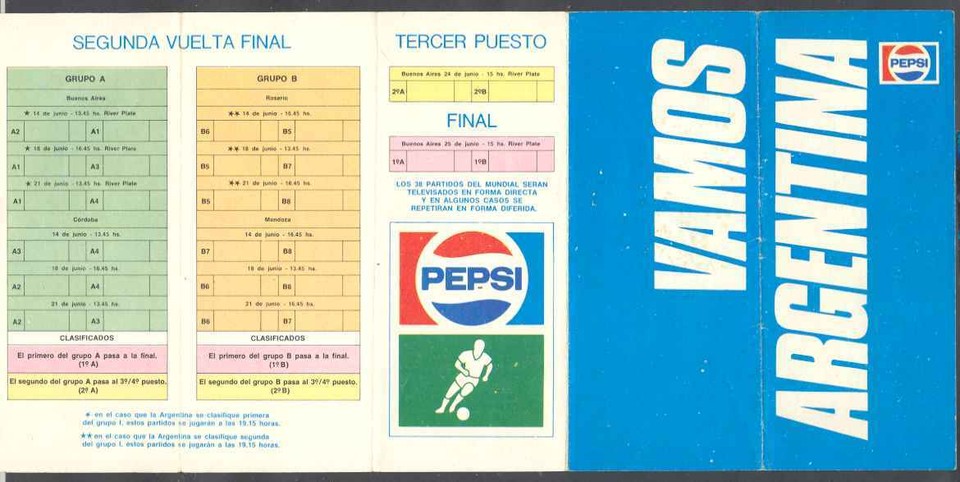 SEGUNDA VUELTA FINAL
GRUPO A
Buenos Aires
★ 14 de junio - 13.45 hs. River Plate
A2 A1
★ 18 de junio - 16.45 hs. River Plate
A1 A3
★ 21 de junio - 13.45 hs. River Plate
A1 A4
Córdoba
14 de junio - 13.45 hs.
A3 A4
18 de junio - 16.45 hs.
A2 A4
21 de junio - 13.45 hs.
A2 A3
CLASIFICADOS
El primero del grupo A pasa a la final.
(1º A)
El segundo del grupo A pasa al 3º/4º puesto.
(2º A)
GRUPO B
Rosario
★★ 14 de junio - 16.45 hs.
B6 B5
★★ 18 de junio - 13.45 hs.
B5 B7
★★ 21 de junio - 16.45 hs.
B5 B8
Mendoza
14 de junio - 13.45 hs.
B7 B8
18 de junio - 13.45 hs.
B6
21 de junio - 16.45 hs.
B6 B7
CLASIFICADOS
El primero del grupo B pasa a la final.
(1º B)
El segundo del grupo B pasa al 3º/4º puesto.
(2º B)
★ en el caso que la Argentina se clasifique primera
del grupo I, estos partidos se jugarán a las 19.15 horas.
★★ en el caso que la Argentina se clasifique segunda
del grupo I, estos partidos se jugarán a las 19.15 horas.
TERCER PUESTO
Buenos Aires 24 de junio - 15 hs. River Plate
2ºA 2ºB
FINAL
Buenos Aires 25 de junio - 15 hs. River Plate
1ºA 1ºB
LOS 38 PARTIDOS DEL MUNDIAL SERAN
TELEVISADOS EN FORMA DIRECTA
Y EN ALGUNOS CASOS SE
REPETIRAN EN FORMA DIFERIDA.
PEPSI
VAMOS
ARGENTINA
PEPSI